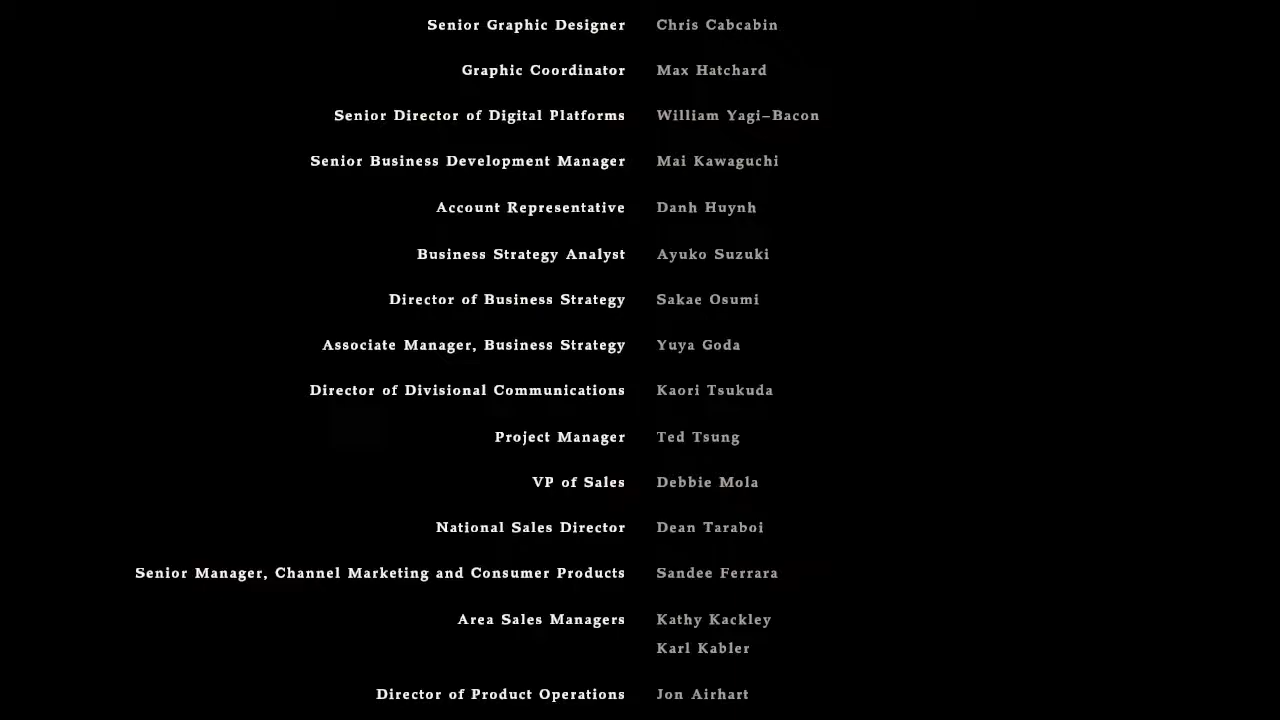 Senior Graphic Designer Chris Cabcabin
Graphic Coordinator Max Hatchard
Senior Director of Digital Platforms William Yagi-Bacon
Senior Business Development Manager Mai Kawaguchi
Account Representative Danh Huynh
Business Strategy Analyst Ayuko Suzuki
Director of Business Strategy Sakae Osumi
Associate Manager, Business Strategy Yuya Goda
Director of Divisional Communications Kaori Tsukuda
Project Manager Ted Tsung
VP of Sales Debbie Mola
National Sales Director Dean Taraboi
Senior Manager, Channel Marketing and Consumer Products Sandee Ferrara
Area Sales Managers Kathy Kackley
Karl Kabler
Director of Product Operations Jon Airhart